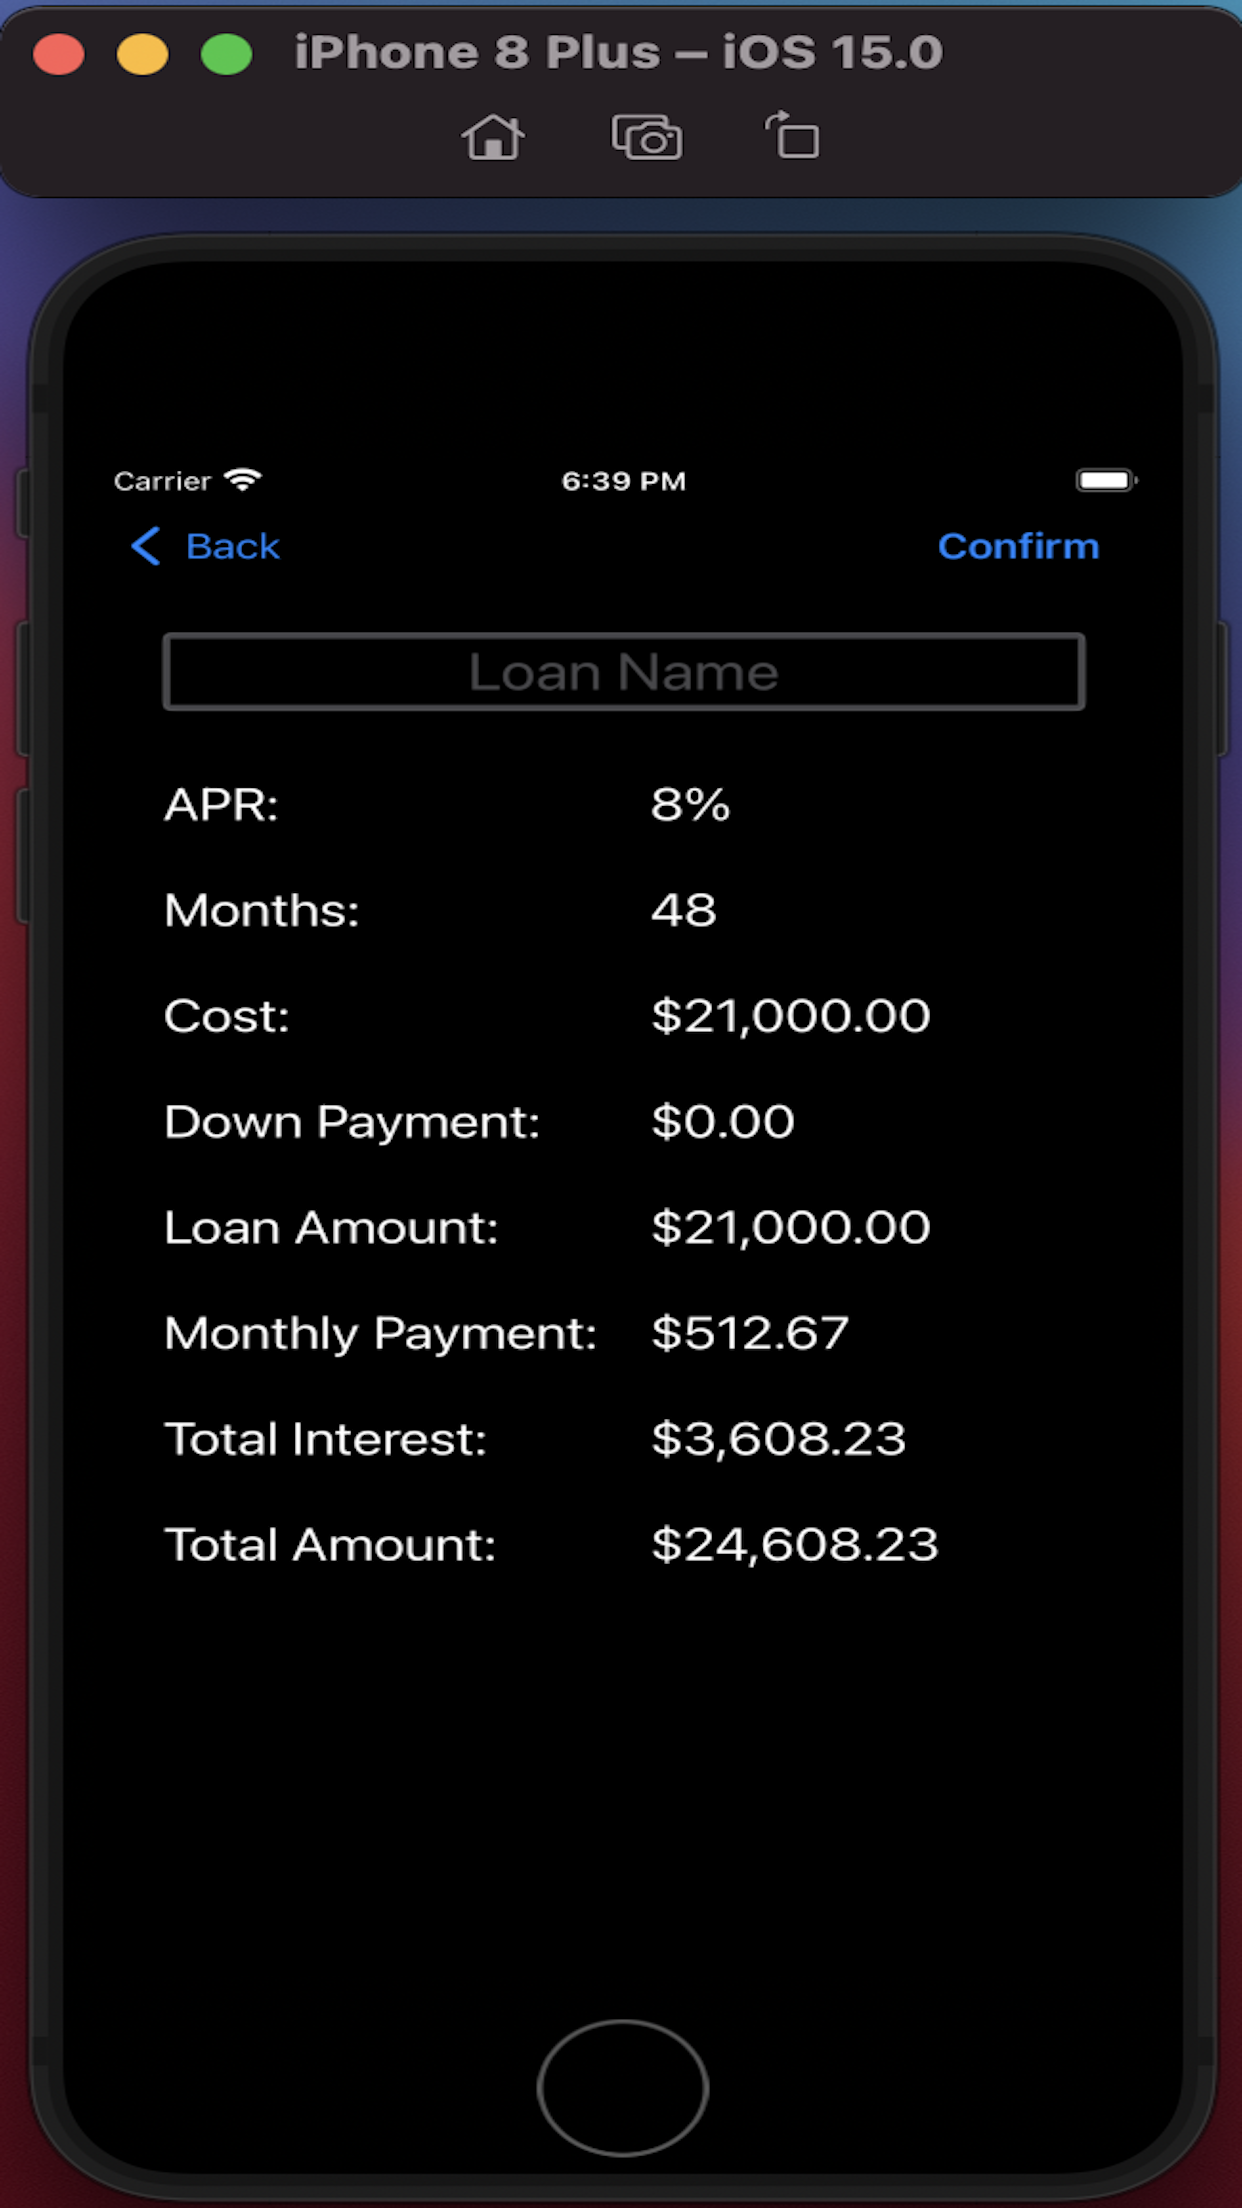 iPhone 8 Plus – iOS 15.0
Carrier 6:39 PM
Back Confirm
Loan Name
APR: 8%
Months: 48
Cost: $21,000.00
Down Payment: $0.00
Loan Amount: $21,000.00
Monthly Payment: $512.67
Total Interest: $3,608.23
Total Amount: $24,608.23